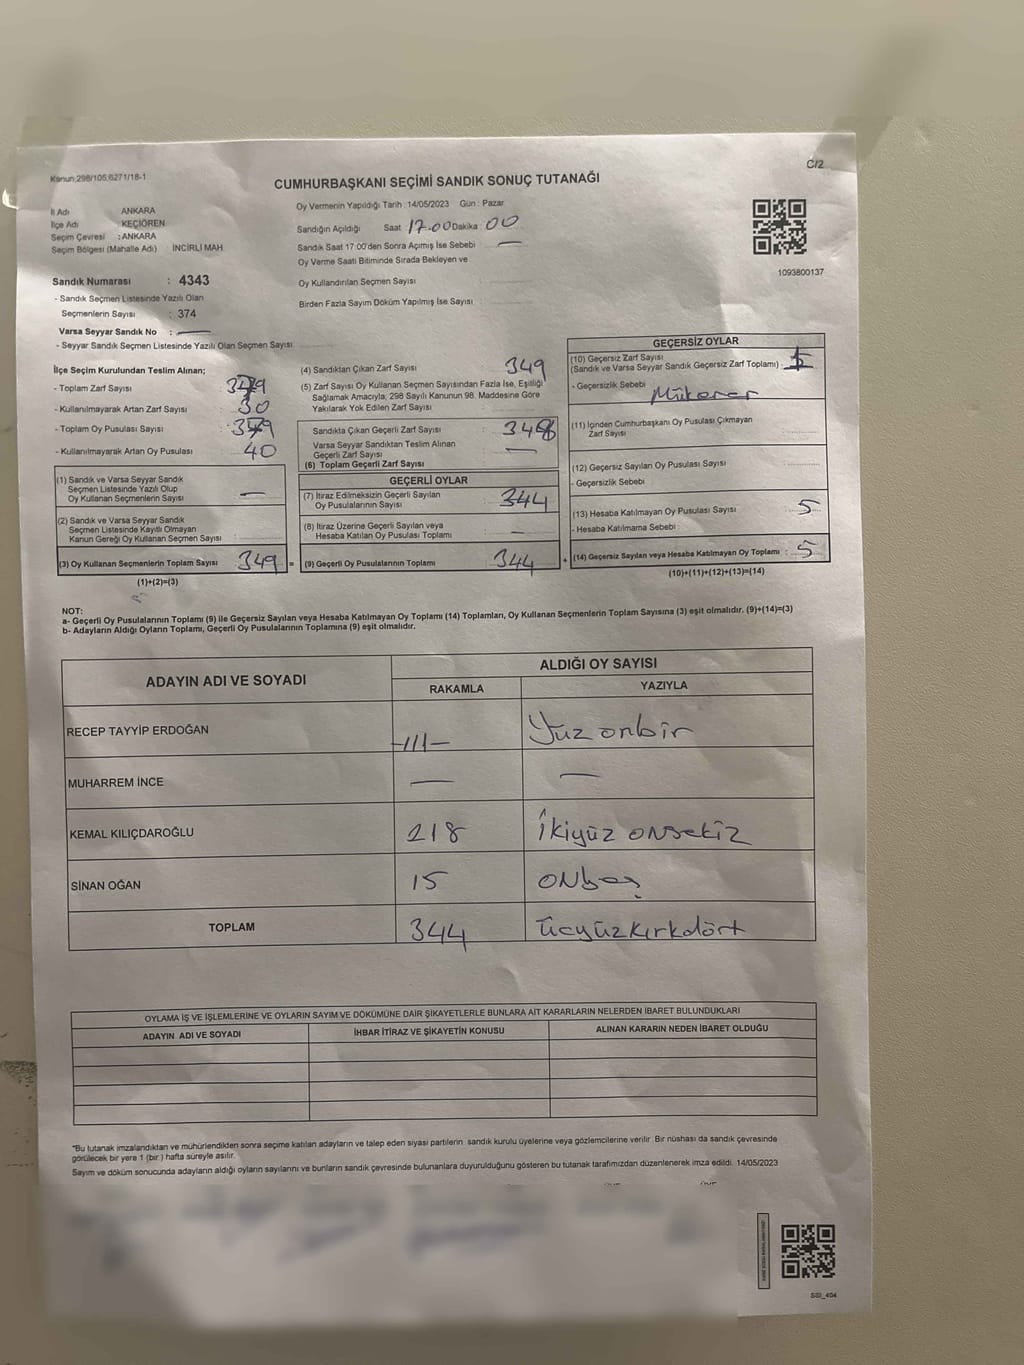 Kanun:298/105,6271/18-1
C/2
CUMHURBAŞKANI SEÇİMİ SANDIK SONUÇ TUTANAĞI
İl Adı ANKARA
İlçe Adı : KEÇİÖREN
Seçim Çevresi : ANKARA
Seçim Bölgesi (Mahalle Adı) İNCİRLİ MAH.
Oy Vermenin Yapıldığı Tarih : 14/05/2023 Gün : Pazar
Sandığın Açıldığı Saat 17.00 Dakika : 00
Sandık Saat 17:00'den Sonra Açımış İse Sebebi —
Oy Verme Saati Bitiminde Sırada Bekleyen ve
Oy Kullandırılan Seçmen Sayısı
Birden Fazla Sayım Döküm Yapılmış İse Sayısı :
1093800137
Sandık Numarası : 4343
- Sandık Seçmen Listesinde Yazılı Olan
Seçmenlerin Sayısı : 374
Varsa Seyyar Sandık No : —
- Seyyar Sandık Seçmen Listesinde Yazılı Olan Seçmen Sayısı
İlçe Seçim Kurulundan Teslim Alınan;
- Toplam Zarf Sayısı
- Kullanılmayarak Artan Zarf Sayısı : 30
- Toplam Oy Pusulası Sayısı
- Kullanılmayarak Artan Oy Pusulası 40
(1) Sandık ve Varsa Seyyar Sandık
Seçmen Listesinde Yazılı Olup
Oy Kullanan Seçmenlerin Sayısı —
(2) Sandık ve Varsa Seyyar Sandık
Seçmen Listesinde Kayıtlı Olmayan
Kanun Gereği Oy Kullanan Seçmen Sayısı :
(3) Oy Kullanan Seçmenlerin Toplam Sayısı 349 =
(1)+(2)=(3)
(4) Sandıktan Çıkan Zarf Sayısı 349
(5) Zarf Sayısı Oy Kullanan Seçmen Sayısından Fazla İse, Eşitliği
Sağlamak Amacıyla, 298 Sayılı Kanunun 98. Maddesine Göre
Yakılarak Yok Edilen Zarf Sayısı
Sandıkta Çıkan Geçerli Zarf Sayısı : 348
Varsa Seyyar Sandıktan Teslim Alınan
Geçerli Zarf Sayısı —
(6) Toplam Geçerli Zarf Sayısı
GEÇERLİ OYLAR
(7) İtiraz Edilmeksizin Geçerli Sayılan
Oy Pusulalarının Sayısı : 344
(8) İtiraz Üzerine Geçerli Sayılan veya
Hesaba Katılan Oy Pusulası Toplamı —
(9) Geçerli Oy Pusulalarının Toplamı 344 +
GEÇERSİZ OYLAR
(10) Geçersiz Zarf Sayısı
(Sandık ve Varsa Seyyar Sandık Geçersiz Zarf Toplamı) :
- Geçersizlik Sebebi Mükerrer
(11) İçinden Cumhurbaşkanı Oy Pusulası Çıkmayan
Zarf Sayısı
(12) Geçersiz Sayılan Oy Pusulası Sayısı
- Geçersizlik Sebebi
(13) Hesaba Katılmayan Oy Pusulası Sayısı : 5
- Hesaba Katılmama Sebebi :
(14) Geçersiz Sayılan veya Hesaba Katılmayan Oy Toplamı : 5
(10)+(11)+(12)+(13)=(14)
NOT:
a- Geçerli Oy Pusulalarının Toplamı (9) ile Geçersiz Sayılan veya Hesaba Katılmayan Oy Toplamı (14) Toplamları, Oy Kullanan Seçmenlerin Toplam Sayısına (3) eşit olmalıdır. (9)+(14)=(3)
b- Adayların Aldığı Oyların Toplamı, Geçerli Oy Pusulalarının Toplamına (9) eşit olmalıdır.
ADAYIN ADI VE SOYADI ALDIĞI OY SAYISI
RAKAMLA YAZIYLA
RECEP TAYYİP ERDOĞAN -111- Yüzonbir
MUHARREM İNCE — —
KEMAL KILIÇDAROĞLU 218 İkiyüz onsekiz
SİNAN OĞAN 15 onbeş
TOPLAM 344 üçyüzkırkdört
OYLAMA İŞ VE İŞLEMLERİNE VE OYLARIN SAYIM VE DÖKÜMÜNE DAİR ŞİKAYETLERLE BUNLARA AİT KARARLARIN NELERDEN İBARET BULUNDUKLARI
ADAYIN ADI VE SOYADI İHBAR İTİRAZ VE ŞİKAYETİN KONUSU ALINAN KARARIN NEDEN İBARET OLDUĞU
"Bu tutanak imzalandıktan ve mühürlendikten sonra seçime katılan adayların ve talep eden siyasi partilerin sandık kurulu üyelerine veya gözlemcilerine verilir. Bir nüshası da sandık çevresinde
görülecek bir yere 1 (bir ) hafta süreyle asılır.
Sayım ve döküm sonucunda adayların aldığı oyların sayılarını ve bunların sandık çevresinde bulunanlara duyurulduğunu gösteren bu tutanak tarafımızdan düzenlenerek imza edildi. 14/05/2023
SSI_404